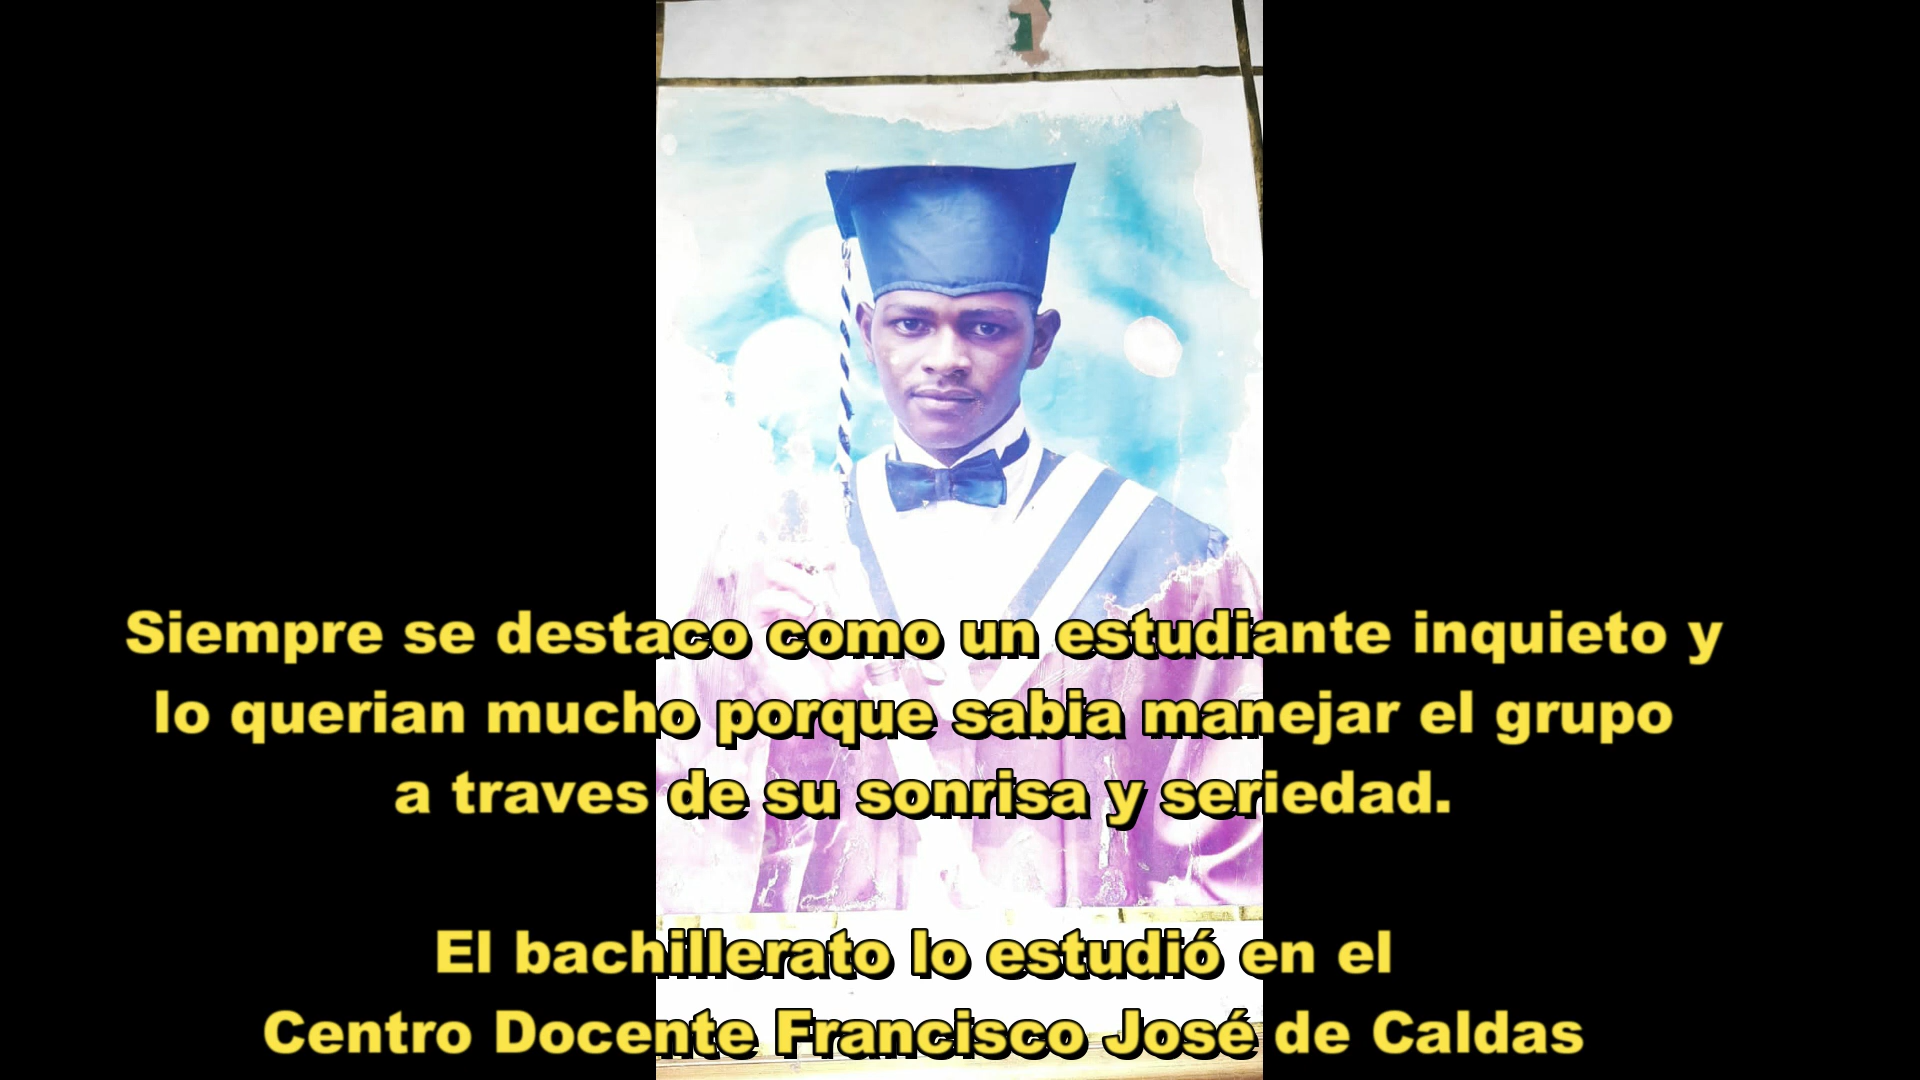 Siempre se destaco como un estudiante inquieto y
lo querian mucho porque sabia manejar el grupo
a traves de su sonrisa y seriedad.
El bachillerato lo estudió en el
Centro Docente Francisco José de Caldas